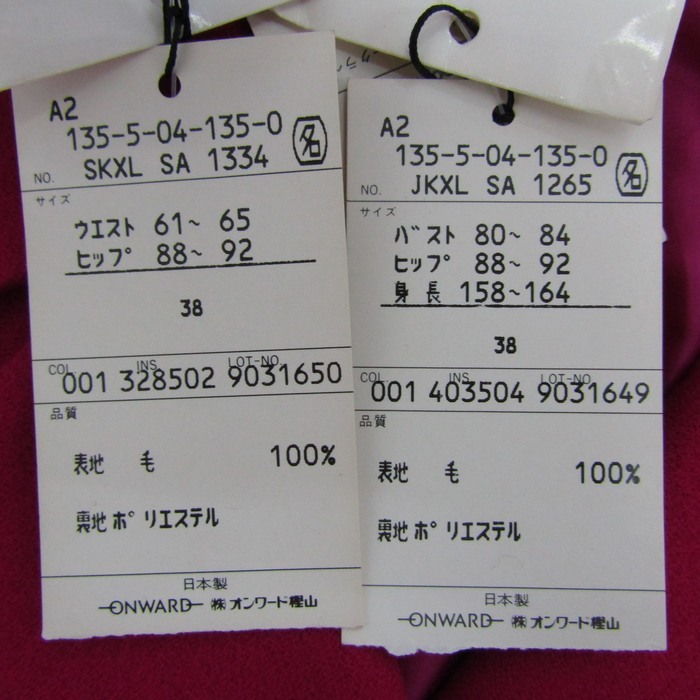 A2
135-5-04-135-0
NO. SKXL SA 1334 名
サイズ
ウエスト 61~ 65
ヒップ 88~ 92
38
COL. INS. LOT-NO.
001 328502 9031650
品質
表地 毛 100%
裏地 ポリエステル
日本製
ONWARD ㈱オンワード樫山
A2
135-5-04-135-0
NO. JKXL SA 1265 名
サイズ
バスト 80~ 84
ヒップ 88~ 92
身長 158~164
38
COL. INS. LOT-NO.
001 403504 9031649
品質
表地 毛 100%
裏地 ポリエステル
日本製
ONWARD ㈱オンワード樫山